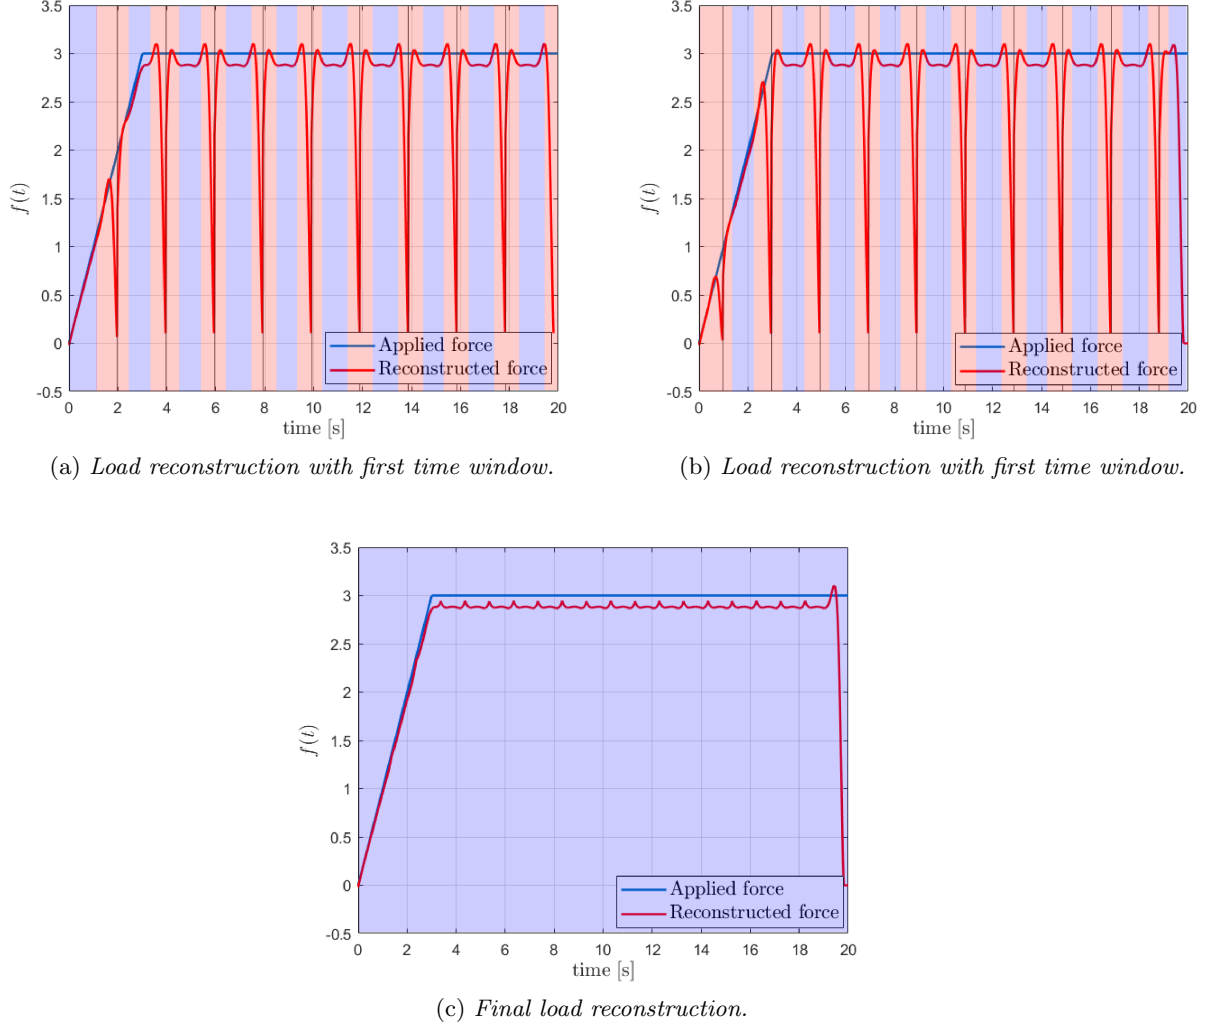 3.5
3
2.5
2
1.5
1
0.5
0
-0.5
f(t)
0 2 4 6 8 10 12 14 16 18 20
time [s]
Applied force
Reconstructed force
(a) Load reconstruction with first time window.
3.5
3
2.5
2
1.5
1
0.5
0
-0.5
f(t)
0 2 4 6 8 10 12 14 16 18 20
time [s]
Applied force
Reconstructed force
(b) Load reconstruction with first time window.
3.5
3
2.5
2
1.5
1
0.5
0
-0.5
f(t)
0 2 4 6 8 10 12 14 16 18 20
time [s]
Applied force
Reconstructed force
(c) Final load reconstruction.